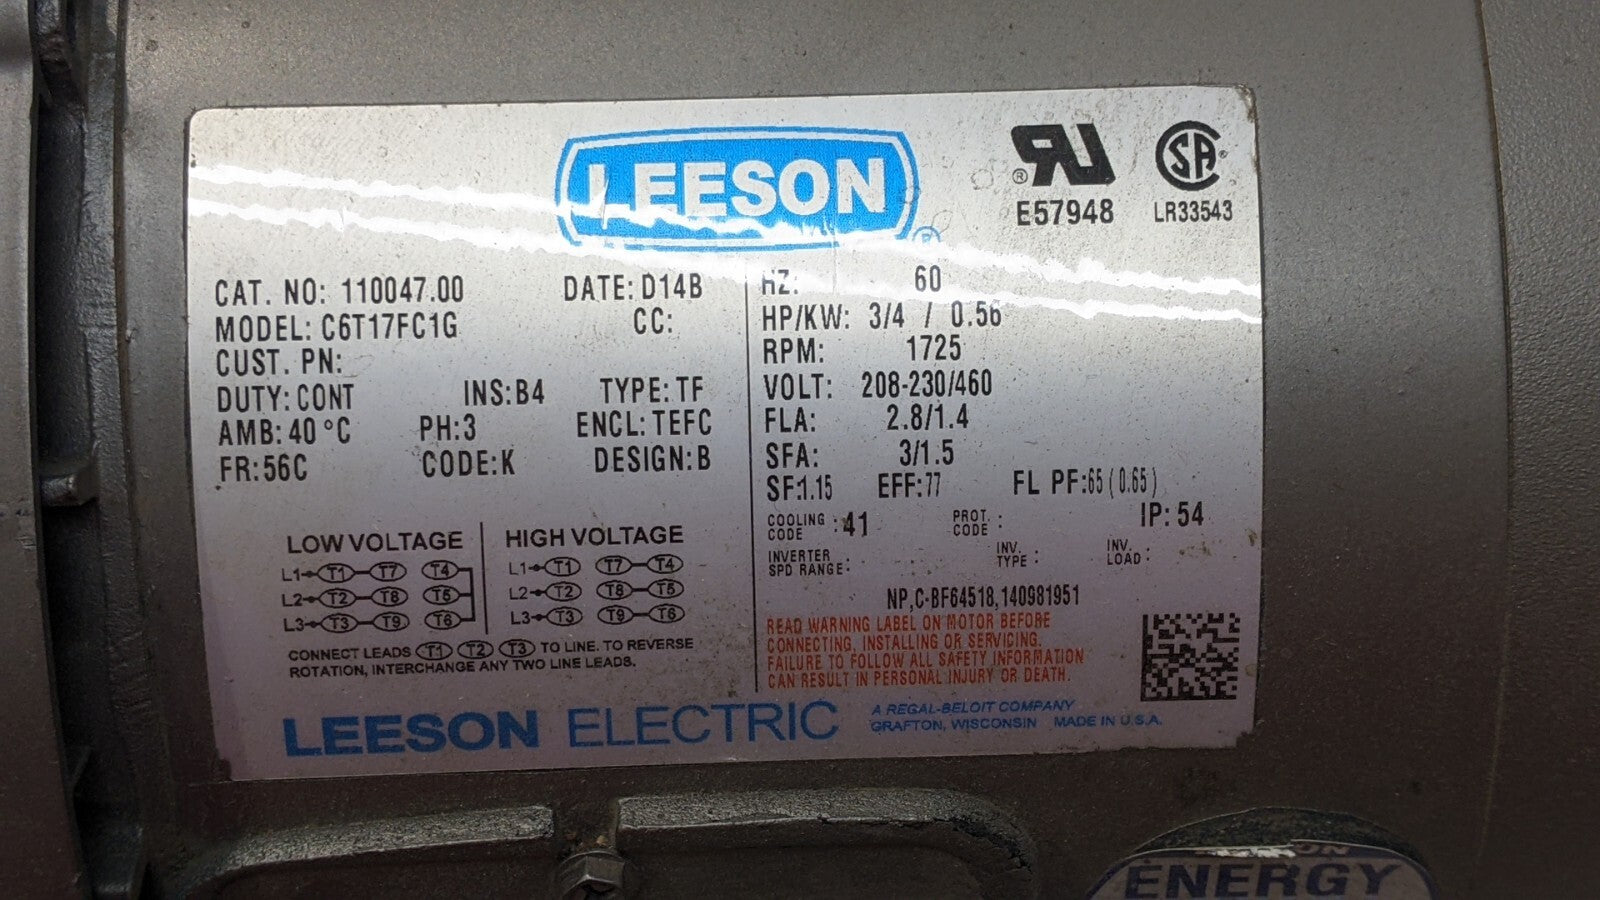 LEESON
®
® RU
E57948
SA ®
LR33543
CAT. NO: 110047.00 DATE: D14B
MODEL: C6T17FC1G CC:
CUST. PN:
DUTY: CONT INS:B4 TYPE: TF
AMB: 40 °C PH:3 ENCL: TEFC
FR:56C CODE:K DESIGN: B
LOW VOLTAGE
L1 T1 T7 T4
L2 T2 T8 T5
L3 T3 T9 T6
HIGH VOLTAGE
L1 T1 T7 T4
L2 T2 T8 T5
L3 T3 T9 T6
CONNECT LEADS T1 T2 T3 TO LINE. TO REVERSE
ROTATION, INTERCHANGE ANY TWO LINE LEADS.
HZ: 60
HP/KW: 3/4 / 0.56
RPM: 1725
VOLT: 208-230/460
FLA: 2.8/1.4
SFA: 3/1.5
SF:1.15 EFF:77 FL PF:65 (0.65)
COOLING CODE :41 PROT. CODE : IP: 54
INVERTER SPD RANGE: INV. TYPE : INV. LOAD :
NP,C-BF64518,140981951
READ WARNING LABEL ON MOTOR BEFORE
CONNECTING, INSTALLING OR SERVICING.
FAILURE TO FOLLOW ALL SAFETY INFORMATION
CAN RESULT IN PERSONAL INJURY OR DEATH.
LEESON ELECTRIC
A REGAL-BELOIT COMPANY
GRAFTON, WISCONSIN MADE IN U.S.A.
ENERGY